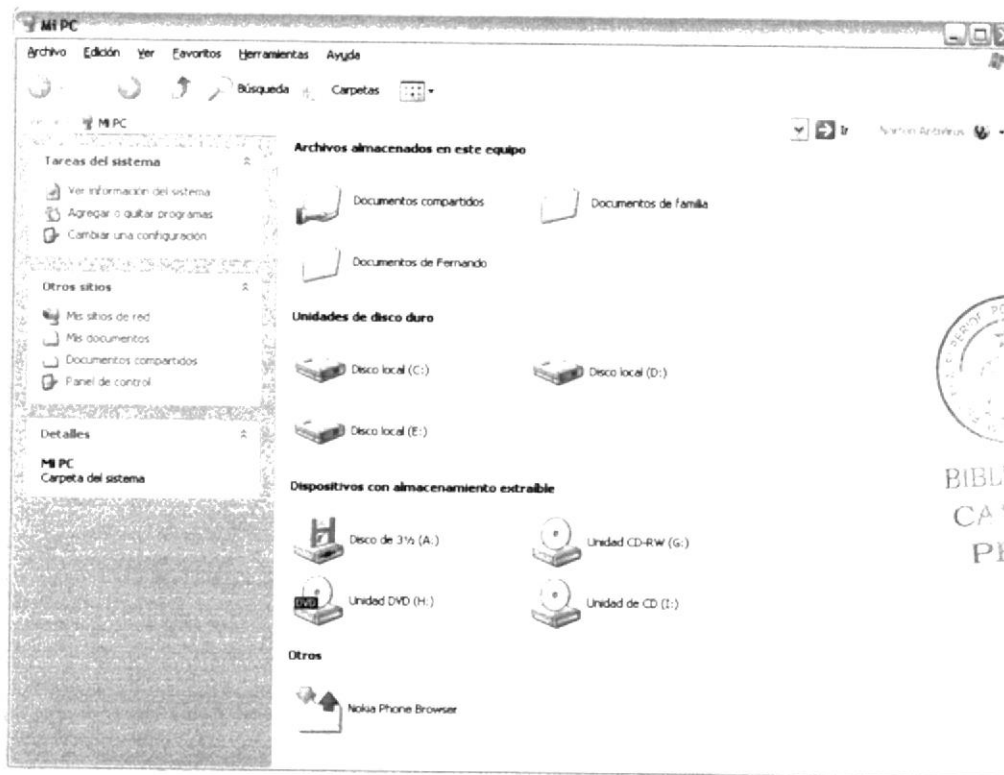 Mi PC
Archivo Edición Ver Favoritos Herramientas Ayuda
Búsqueda Carpetas
Mi PC
Ir Norton Antivirus
Tareas del sistema
Ver información del sistema
Agregar o quitar programas
Cambiar una configuración
Otros sitios
Mis sitios de red
Mis documentos
Documentos compartidos
Panel de control
Detalles
Mi PC
Carpeta del sistema
Archivos almacenados en este equipo
Documentos compartidos
Documentos de familia
Documentos de Fernando
Unidades de disco duro
Disco local (C:)
Disco local (D:)
Disco local (E:)
Dispositivos con almacenamiento extraíble
Disco de 3½ (A:)
Unidad CD-RW (G:)
DVD
Unidad DVD (H:)
Unidad de CD (I:)
Otros
Nokia Phone Browser